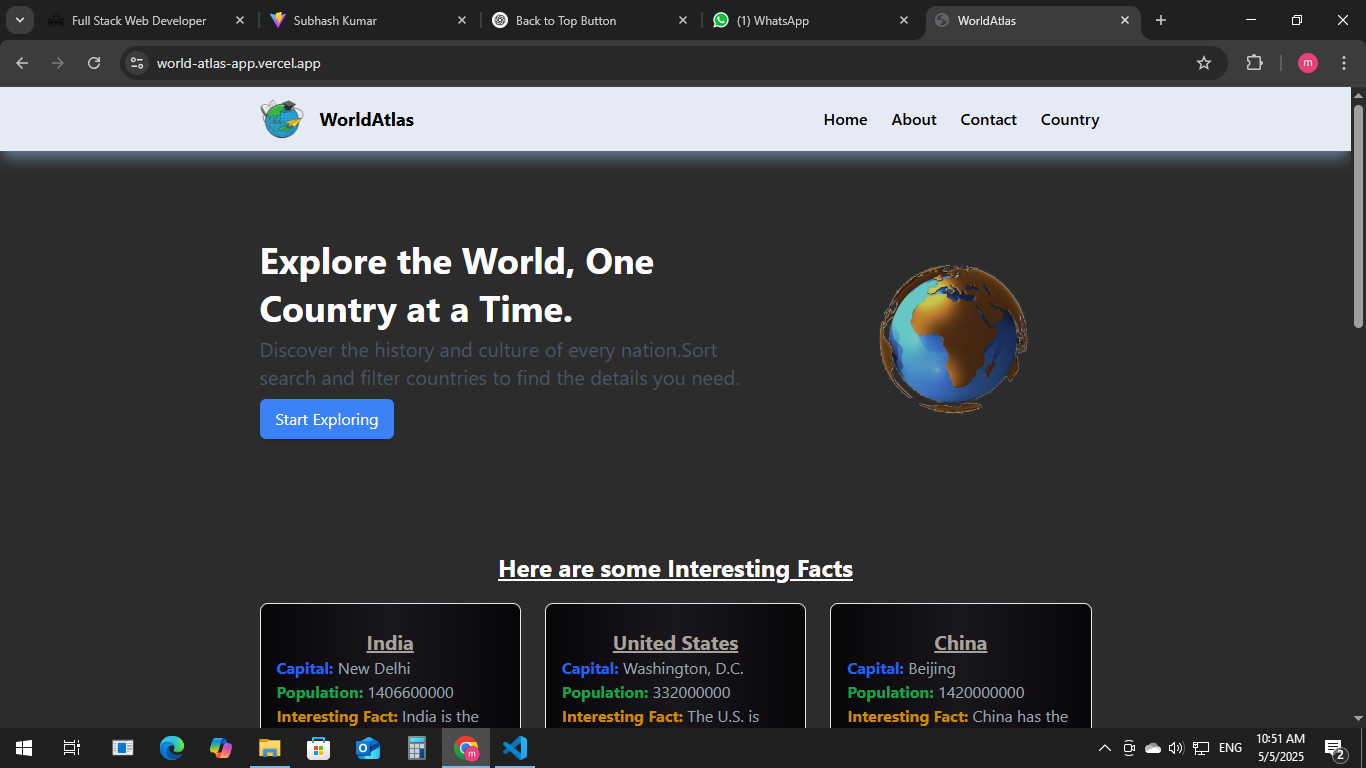 Full Stack Web Developer
Subhash Kumar
Back to Top Button
(1) WhatsApp
WorldAtlas
world-atlas-app.vercel.app
m
WorldAtlas
Home About Contact Country
Explore the World, One
Country at a Time.
Discover the history and culture of every nation.Sort
search and filter countries to find the details you need.
Start Exploring
Here are some Interesting Facts
India
Capital: New Delhi
Population: 1406600000
Interesting Fact: India is the
United States
Capital: Washington, D.C.
Population: 332000000
Interesting Fact: The U.S. is
China
Capital: Beijing
Population: 1420000000
Interesting Fact: China has the
m
ENG
10:51 AM
5/5/2025
2